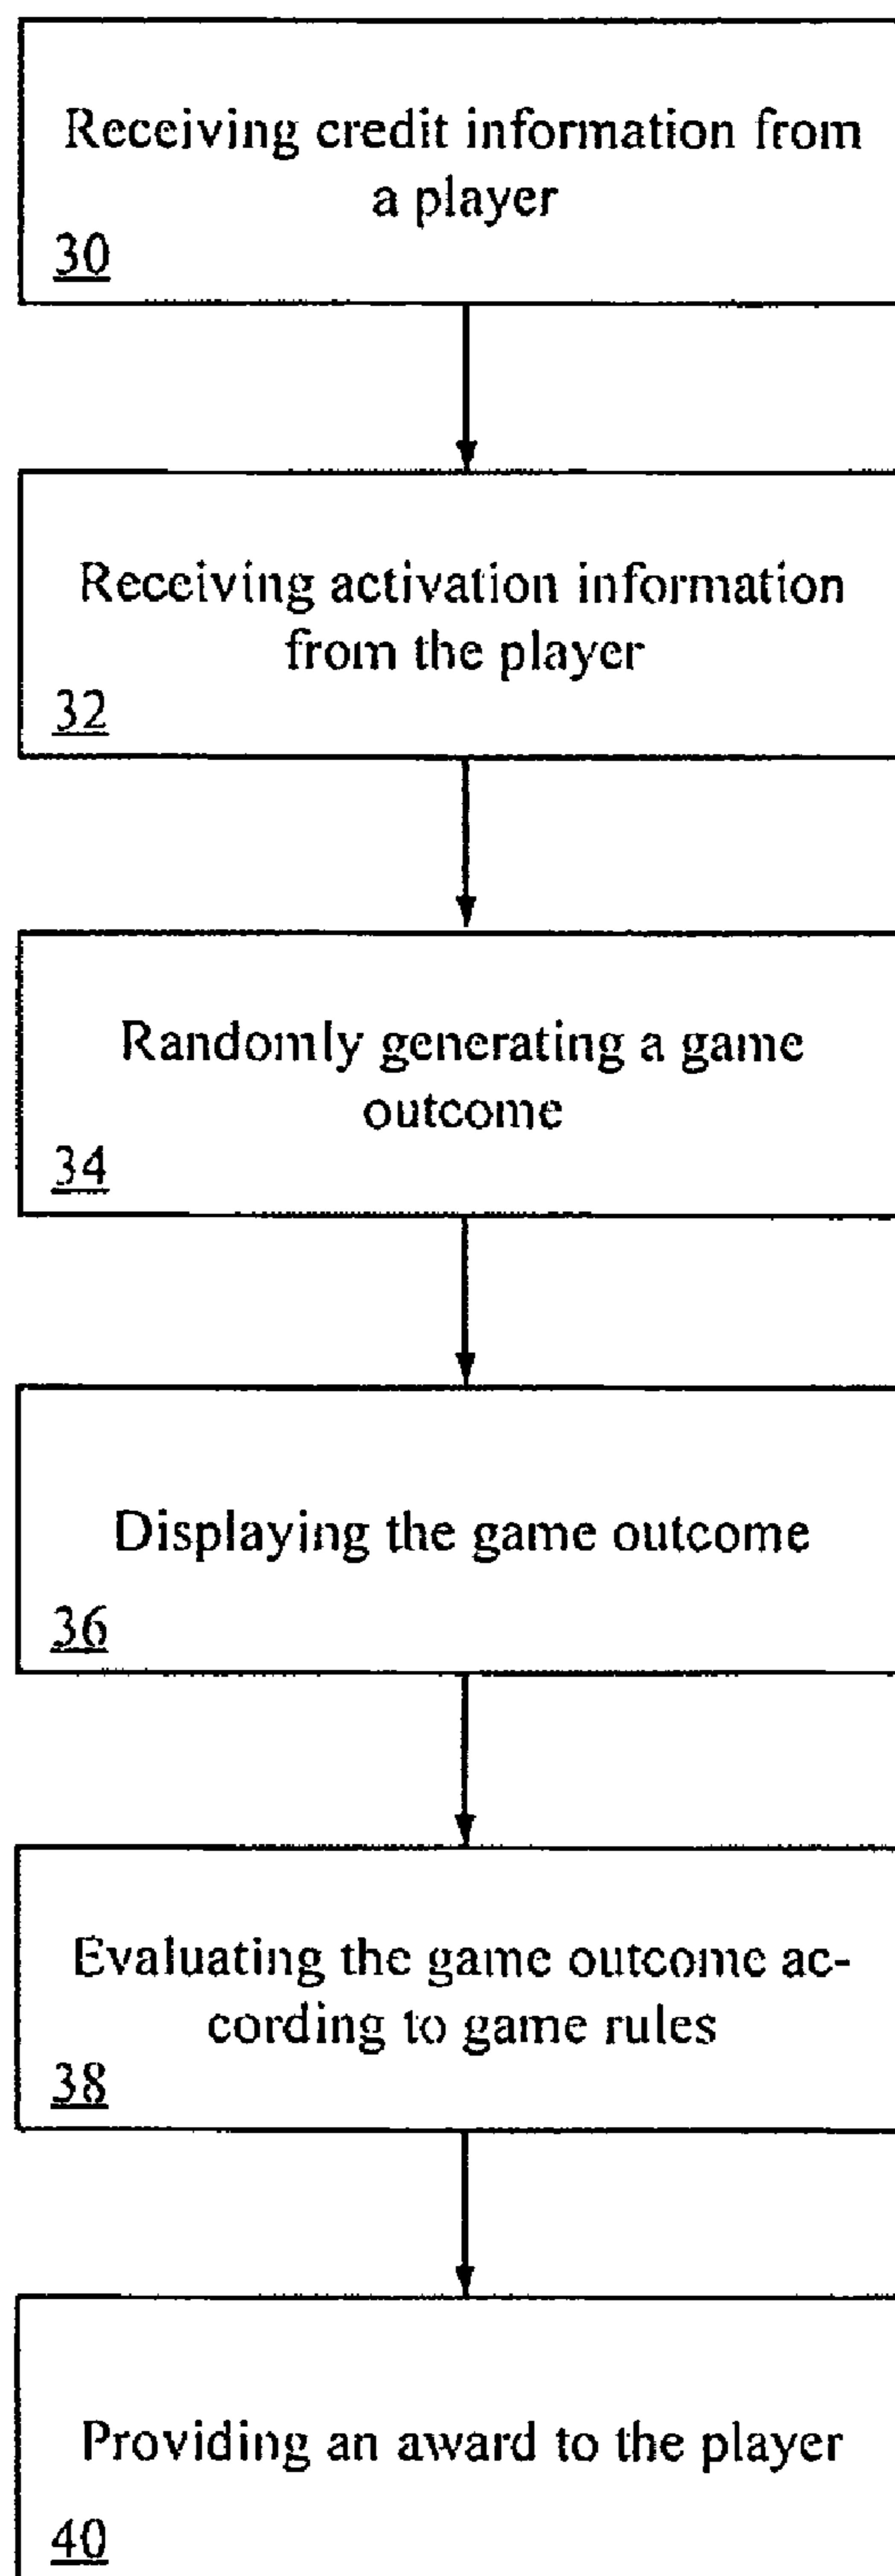 Receiving credit information from
a player
30
Receiving activation information
from the player
32
Randomly generating a game
outcome
34
Displaying the game outcome
36
Evaluating the game outcome ac-
cording to game rules
38
Providing an award to the player
40